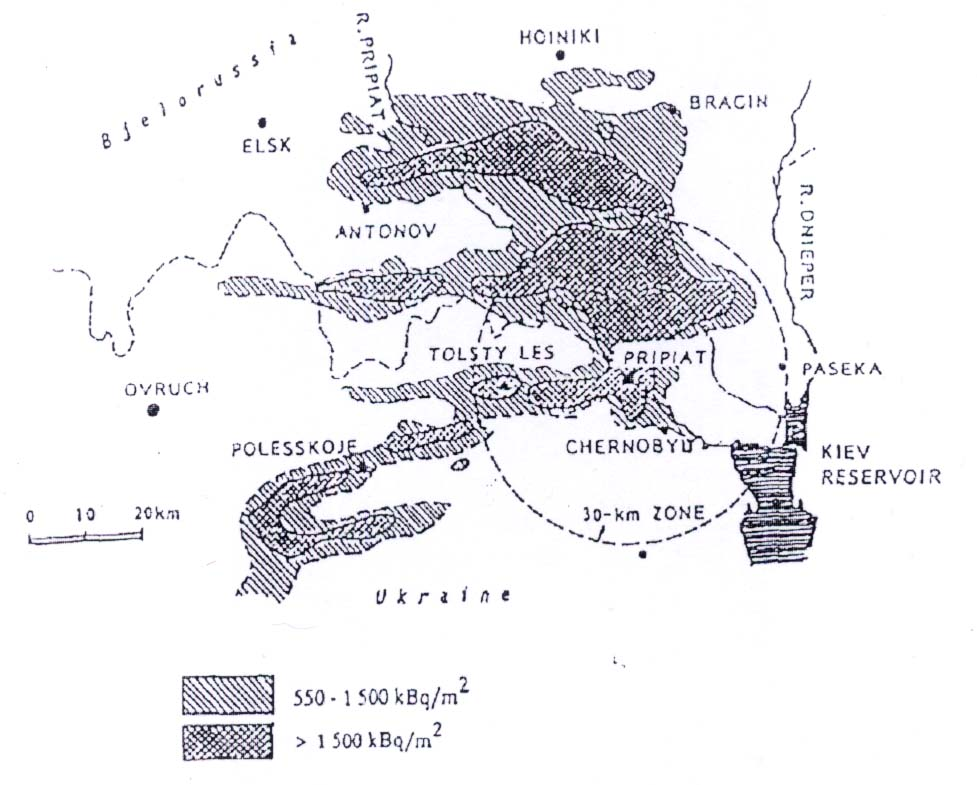 HOINIKI
R. PRIPIAT
Bjelorussia
BRAGIN
ELSK
R. DNIEPER
ANTONOV
TOLSTY LES
PRIPIAT
PASEKA
OVRUCH
CHERNOBYL
POLESSKOJE
KIEV
RESERVOIR
0 10 20km
30-km ZONE
Ukraine
550 - 1 500 kBq/m²
> 1 500 kBq/m²